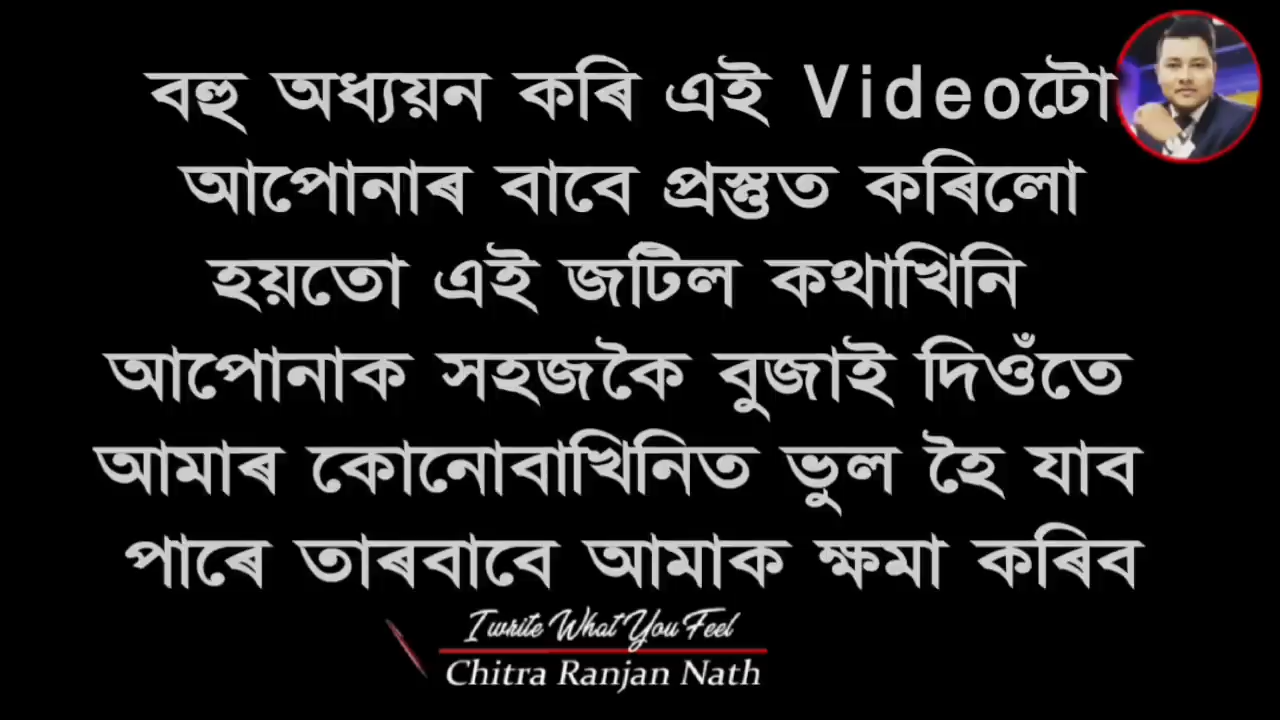 বহু অধ্যয়ন কৰি এই Videoটো
আপোনাৰ বাবে প্ৰস্তুত কৰিলো
হয়তো এই জটিল কথাখিনি
আপোনাক সহজকৈ বুজাই দিওঁতে
আমাৰ কোনোবাখিনিত ভুল হৈ যাব
পাৰে তাৰবাবে আমাক ক্ষমা কৰিব
I write What You Feel
Chitra Ranjan Nath